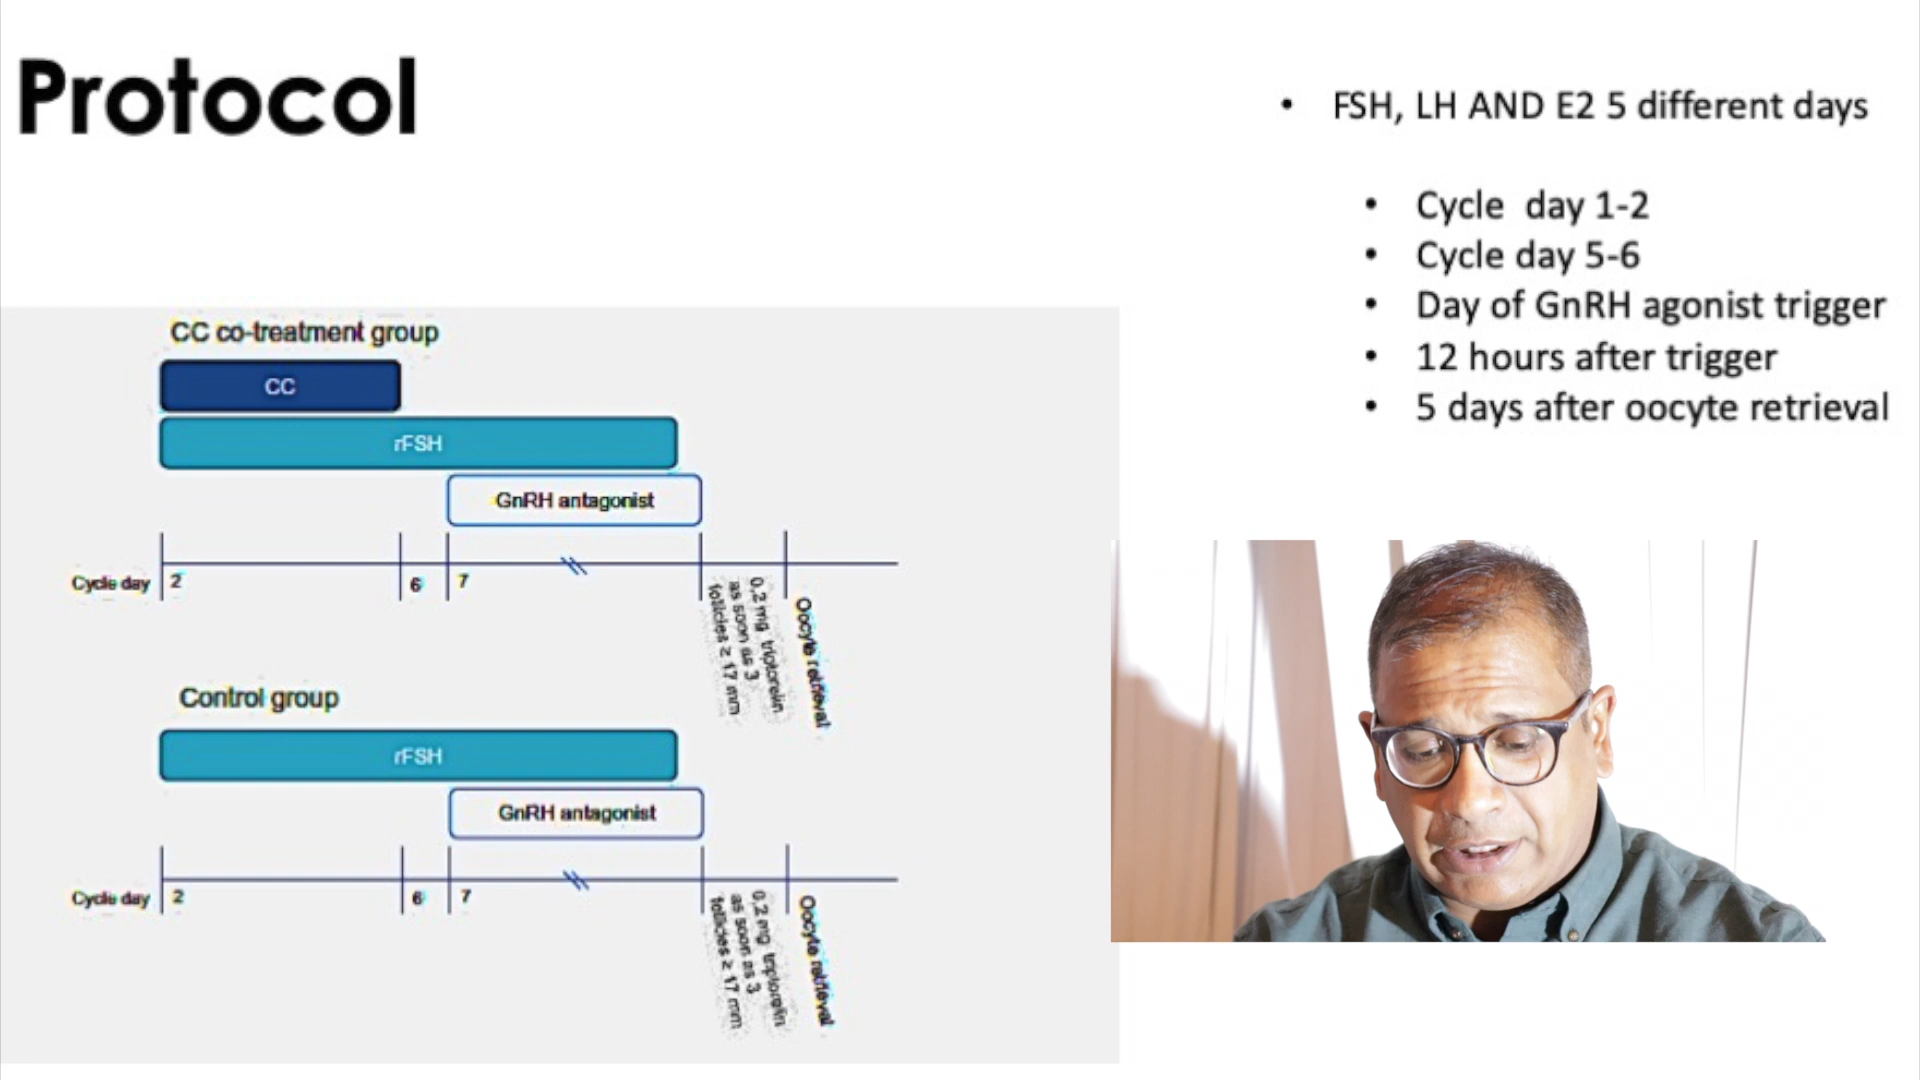 Protocol
• FSH, LH AND E2 5 different days
• Cycle day 1-2
• Cycle day 5-6
• Day of GnRH agonist trigger
• 12 hours after trigger
• 5 days after oocyte retrieval
CC co-treatment group
CC
rFSH
GnRH antagonist
Cycle day 2 6 7
0,2 mg triptorelin
as soon as 3
follicles ≥ 17 mm
Oocyte retrieval
Control group
rFSH
GnRH antagonist
Cycle day 2 6 7
0,2 mg triptorelin
as soon as 3
follicles ≥ 17 mm
Oocyte retrieval